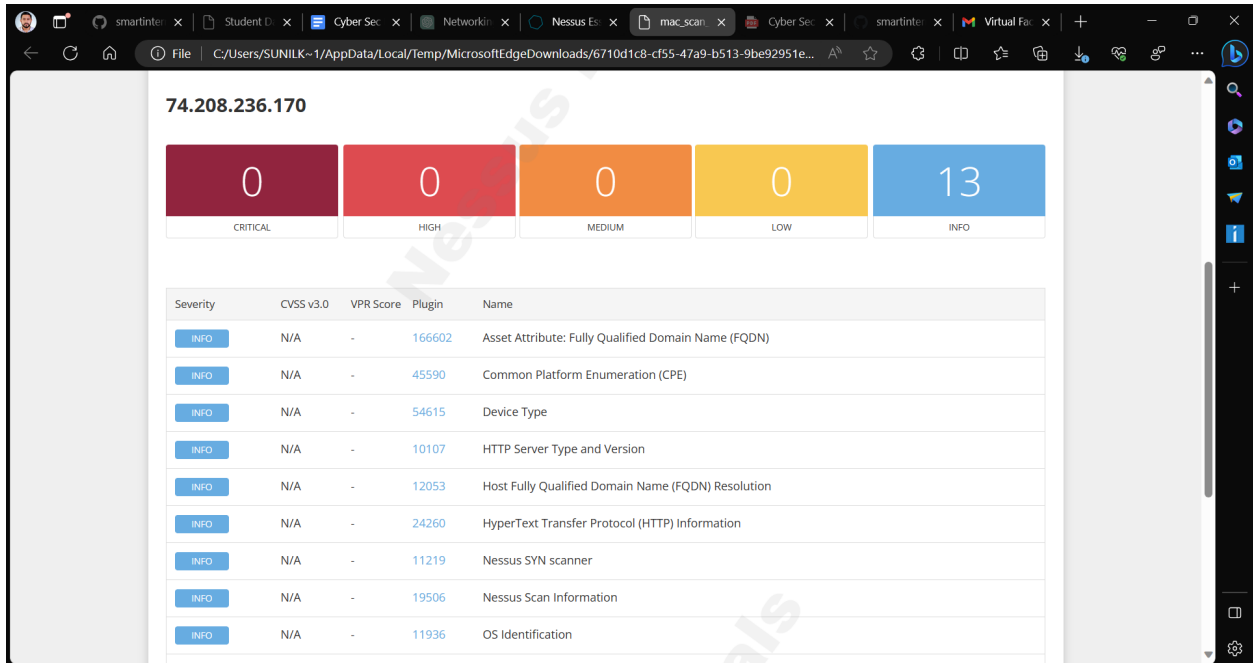 smartinter
Student D
Cyber Sec
Networkin
Nessus Es
mac_scan_
Cyber Sec
smartinter
Virtual Fac
File
C:/Users/SUNILK~1/AppData/Local/Temp/MicrosoftEdgeDownloads/6710d1c8-cf55-47a9-b513-9be92951e...
74.208.236.170
0 0 0 0 13
CRITICAL HIGH MEDIUM LOW INFO
Severity CVSS v3.0 VPR Score Plugin Name
INFO N/A - 166602 Asset Attribute: Fully Qualified Domain Name (FQDN)
INFO N/A - 45590 Common Platform Enumeration (CPE)
INFO N/A - 54615 Device Type
INFO N/A - 10107 HTTP Server Type and Version
INFO N/A - 12053 Host Fully Qualified Domain Name (FQDN) Resolution
INFO N/A - 24260 HyperText Transfer Protocol (HTTP) Information
INFO N/A - 11219 Nessus SYN scanner
INFO N/A - 19506 Nessus Scan Information
INFO N/A - 11936 OS Identification
Nessus
als